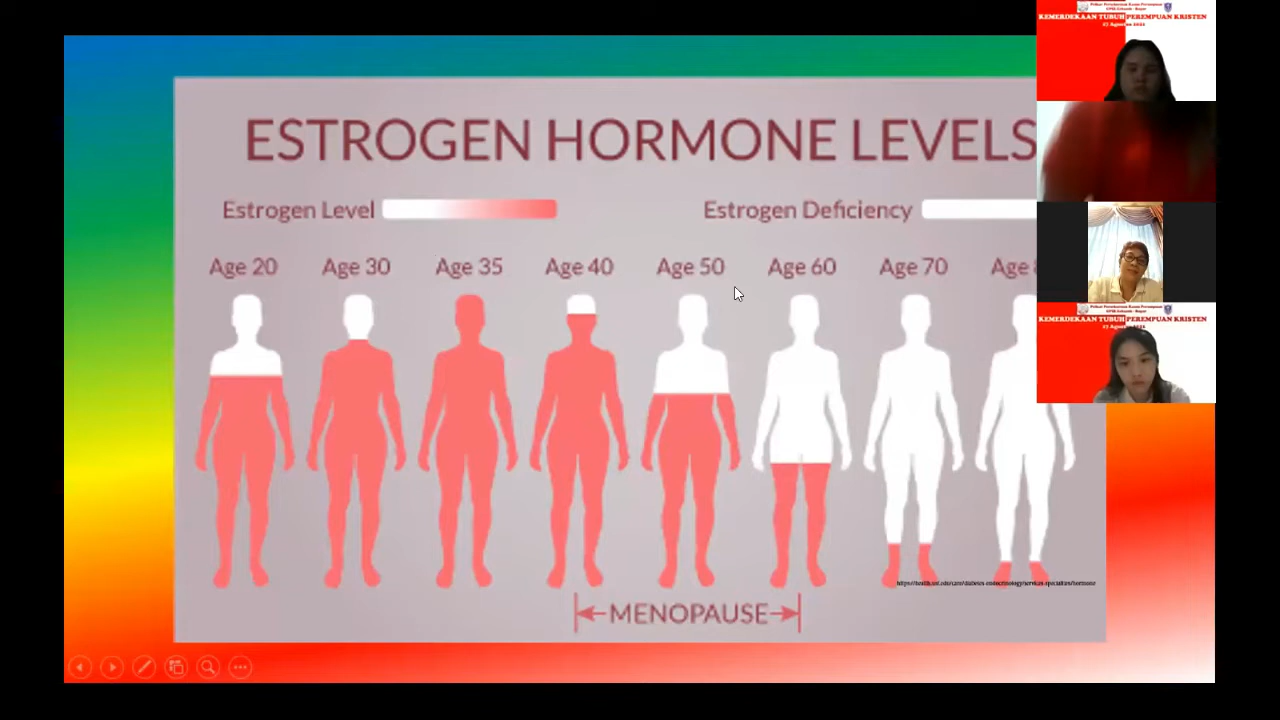 ESTROGEN HORMONE LEVELS
Estrogen Level
Estrogen Deficiency
Age 20
Age 30
Age 35
Age 40
Age 50
Age 60
Age 70
Age
MENOPAUSE
KEMERDEKAAN TUBUH PEREMPUAN KRISTEN
KEMERDEKAAN TUBUH PEREMPUAN KRISTEN